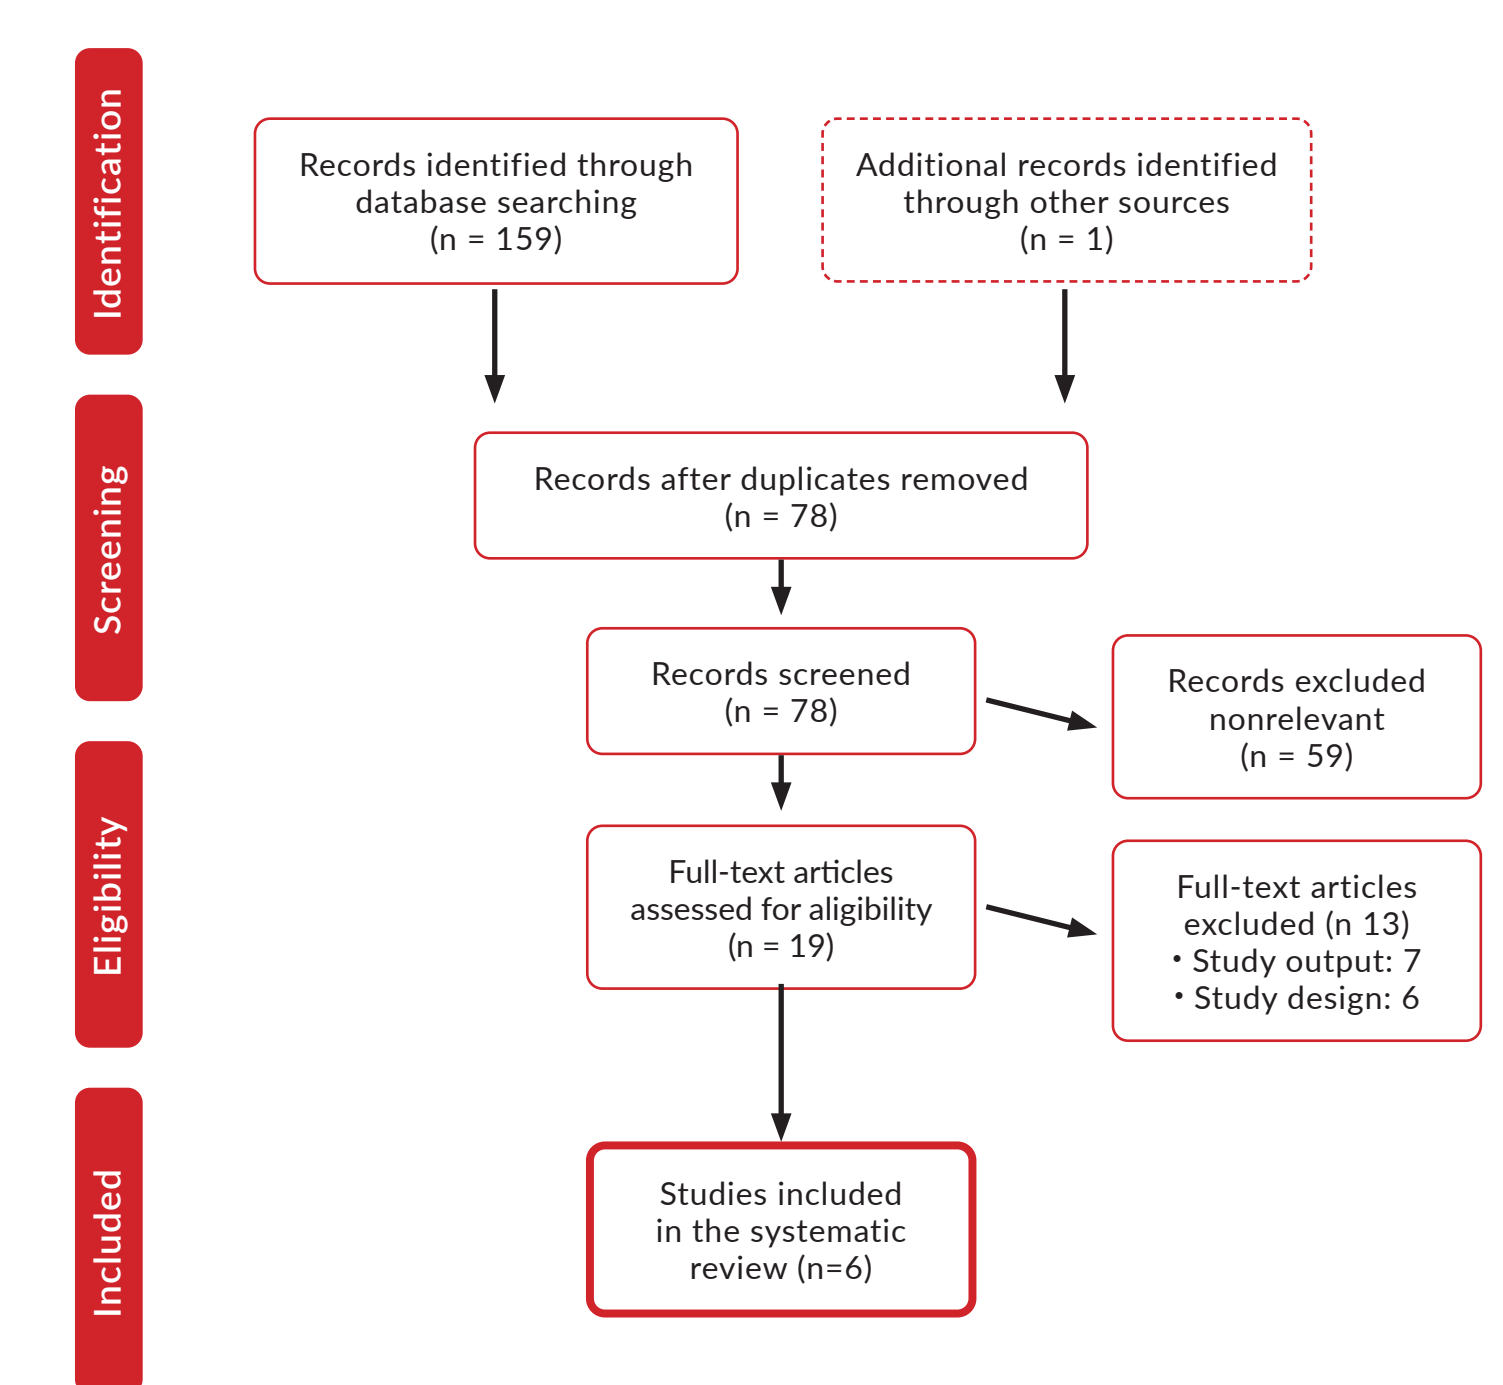 Identification
Records identified through
database searching
(n = 159)
Additional records identified
through other sources
(n = 1)
Screening
Records after duplicates removed
(n = 78)
Records screened
(n = 78)
Records excluded
nonrelevant
(n = 59)
Eligibility
Full-text articles
assessed for aligibility
(n = 19)
Full-text articles
excluded (n 13)
• Study output: 7
• Study design: 6
Included
Studies included
in the systematic
review (n=6)